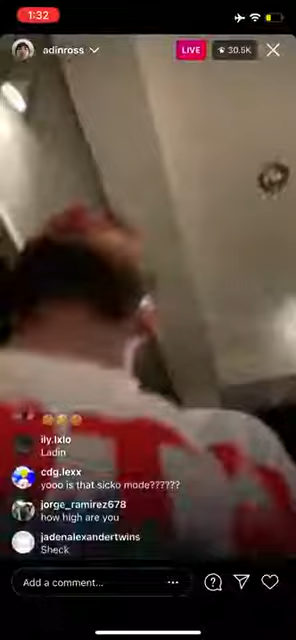 1:32
adinross
LIVE
30.5K
ily.lxlo
Ladin
cdg.lexx
yooo is that sicko mode??????
jorge_ramirez678
how high are you
jadenalexandertwins
Sheck
Add a comment...